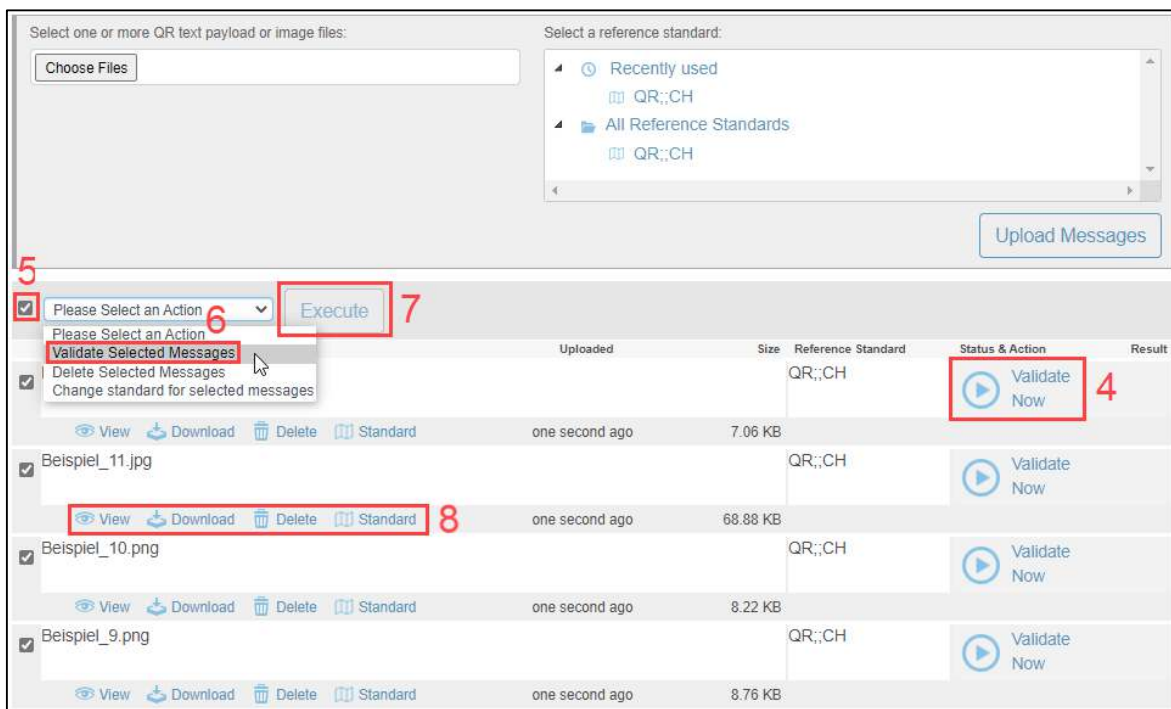 Select one or more QR text payload or image files:
Select a reference standard:
Choose Files
Recently used
QR;;CH
All Reference Standards
QR;;CH
Upload Messages
5
Please Select an Action
6
Execute
7
Please Select an Action
Validate Selected Messages
Delete Selected Messages
Change standard for selected messages
Uploaded Size Reference Standard Status & Action Result
QR;;CH
Validate
Now
4
View Download Delete Standard one second ago 7.06 KB
Beispiel_11.jpg QR;;CH
Validate
Now
View Download Delete Standard 8 one second ago 68.88 KB
Beispiel_10.png QR;;CH
Validate
Now
View Download Delete Standard one second ago 8.22 KB
Beispiel_9.png QR;;CH
Validate
Now
View Download Delete Standard one second ago 8.76 KB